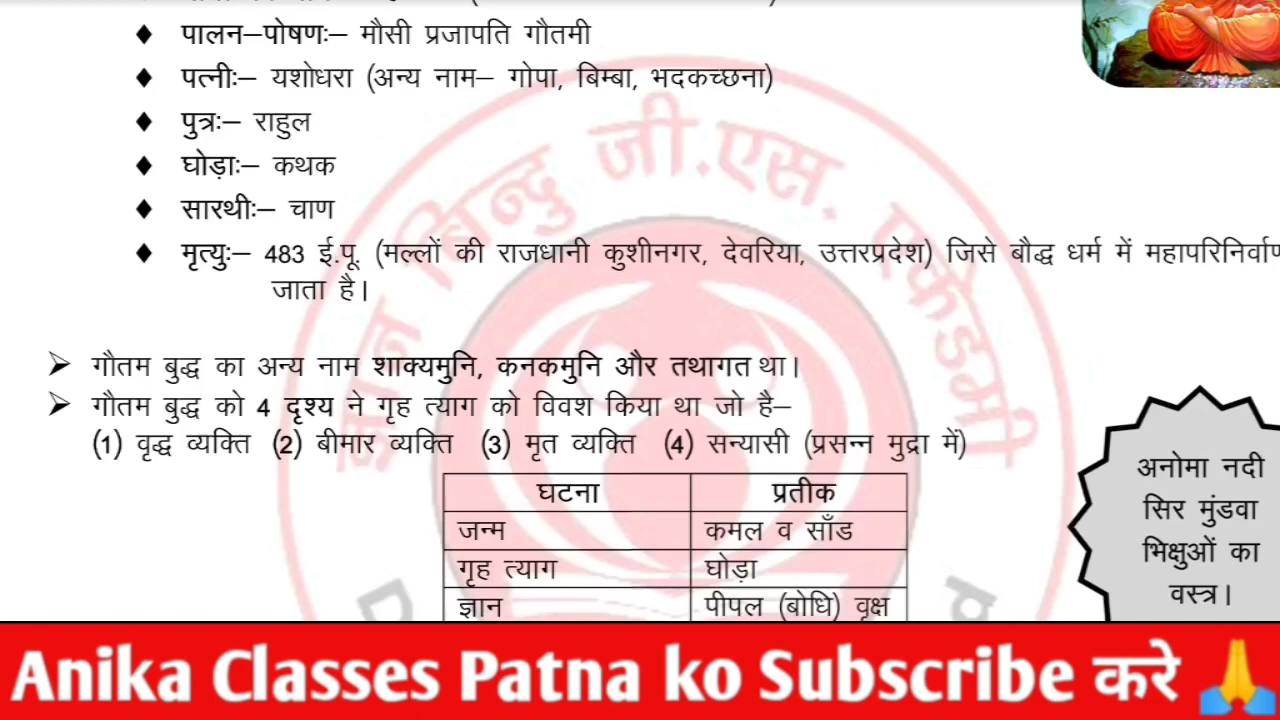 ♦ पालन–पोषणः– मौसी प्रजापति गौतमी
♦ पत्नीः– यशोधरा (अन्य नाम– गोपा, बिम्बा, भदकच्छना)
♦ पुत्रः– राहुल
♦ घोड़ाः– कथक
♦ सारथीः– चाण
♦ मृत्युः– 483 ई.पू. (मल्लों की राजधानी कुशीनगर, देवरिया, उत्तरप्रदेश) जिसे बौद्ध धर्म में महापरिनिर्वाण
जाता है।
➢ गौतम बुद्ध का अन्य नाम शाक्यमुनि, कनकमुनि और तथागत था।
➢ गौतम बुद्ध को 4 दृश्य ने गृह त्याग को विवश किया था जो है–
(1) वृद्ध व्यक्ति (2) बीमार व्यक्ति (3) मृत व्यक्ति (4) सन्यासी (प्रसन्न मुद्रा में)
घटना प्रतीक
जन्म कमल व साँड
गृह त्याग घोड़ा
ज्ञान पीपल (बोधि) वृक्ष
अनोमा नदी
सिर मुंडवा
भिक्षुओं का
वस्त्र।
बिन्दु जी.एस. एकेडमी
Anika Classes Patna ko Subscribe करे 🙏